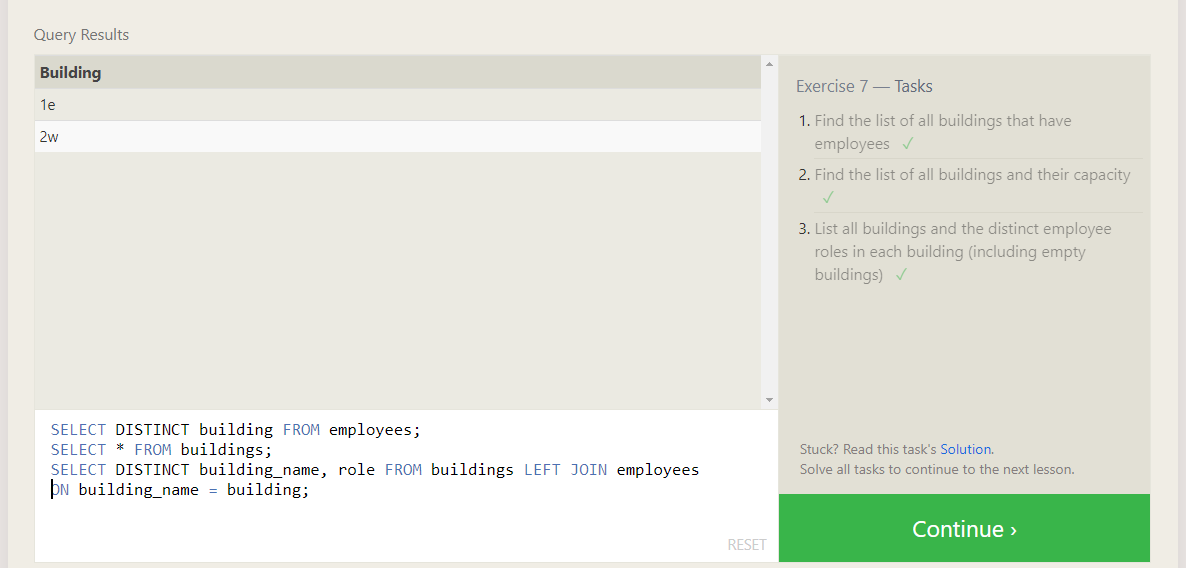 Query Results
Building
1e
2w
Exercise 7 — Tasks
1. Find the list of all buildings that have
employees ✓
2. Find the list of all buildings and their capacity
✓
3. List all buildings and the distinct employee
roles in each building (including empty
buildings) ✓
Stuck? Read this task's Solution.
Solve all tasks to continue to the next lesson.
Continue ›
SELECT DISTINCT building FROM employees;
SELECT * FROM buildings;
SELECT DISTINCT building_name, role FROM buildings LEFT JOIN employees
ON building_name = building;
RESET